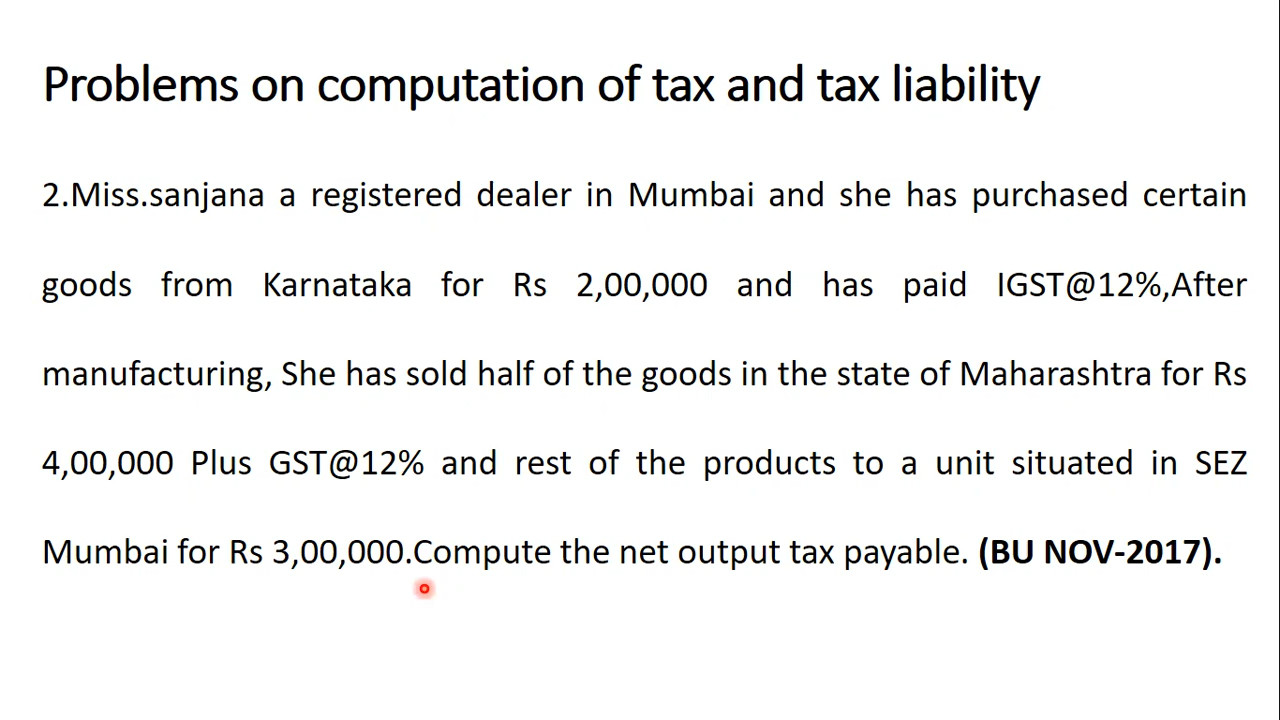 Problems on computation of tax and tax liability
2.Miss.sanjana a registered dealer in Mumbai and she has purchased certain
goods from Karnataka for Rs 2,00,000 and has paid IGST@12%,After
manufacturing, She has sold half of the goods in the state of Maharashtra for Rs
4,00,000 Plus GST@12% and rest of the products to a unit situated in SEZ
Mumbai for Rs 3,00,000.Compute the net output tax payable. (BU NOV-2017).